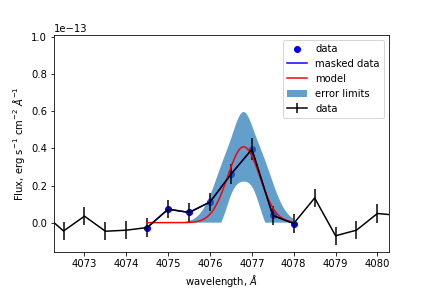 1e−13
1.0
0.8
0.6
0.4
0.2
0.0
Flux, erg s⁻¹ cm⁻² Å⁻¹
data
masked data
model
error limits
data
4073 4074 4075 4076 4077 4078 4079 4080
wavelength, Å